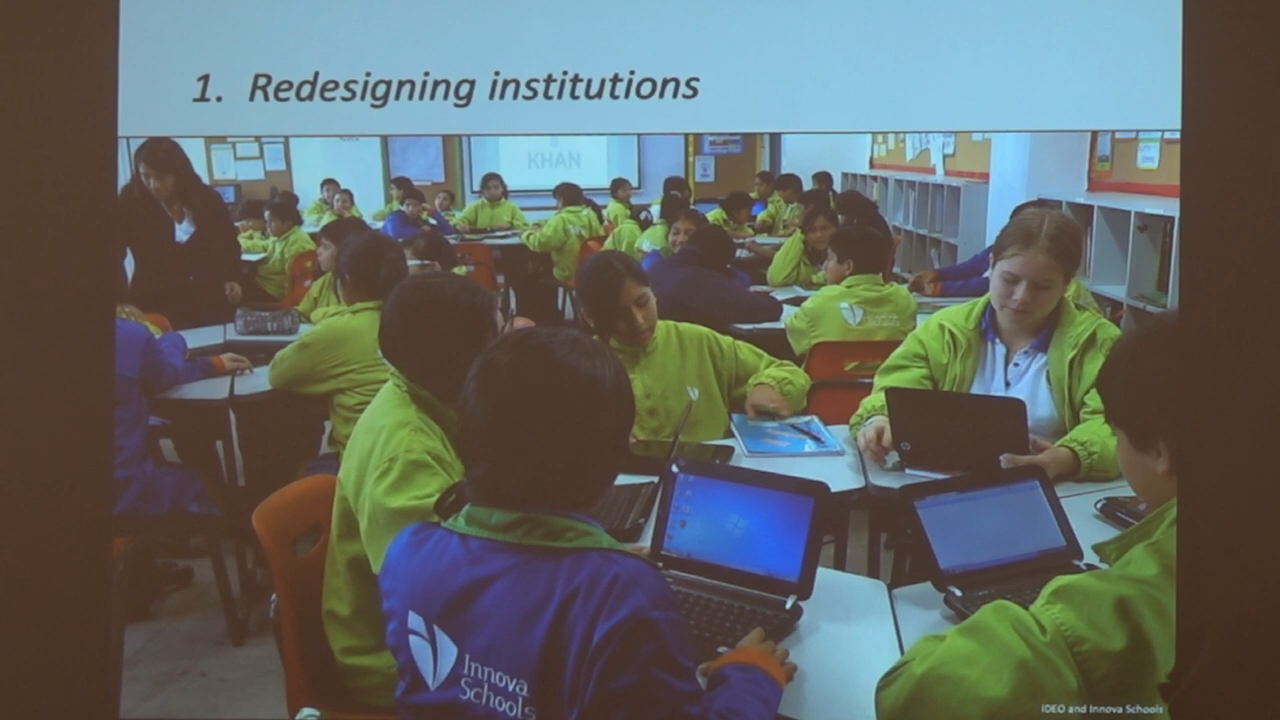 1. Redesigning institutions
KHAN
Innova
Schools
IDEO and Innova Schools